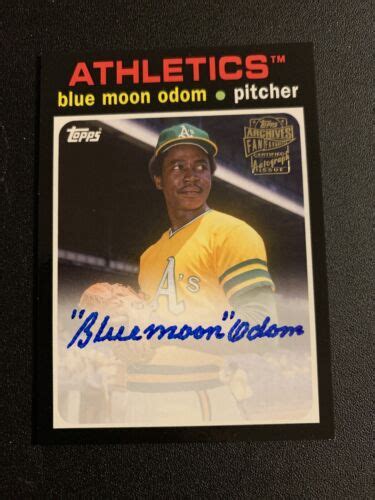 ATHLETICS™
blue moon odom • pitcher
Topps
Topps
ARCHIVES
FAN FAVORITES
CERTIFIED
Autograph
ISSUE
A's
A's
"Blue moon" Odom